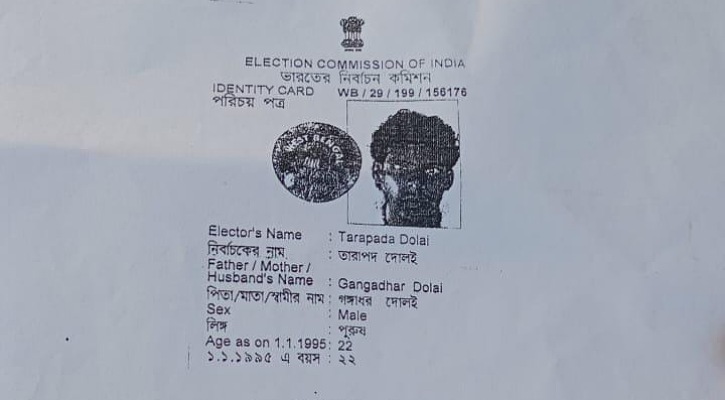 ELECTION COMMISSION OF INDIA
ভারতের নির্বাচন কমিশন
IDENTITY CARD WB / 29 / 199 / 156176
পরিচয় পত্র
WEST BENGAL
Elector's Name : Tarapada Dolai
নির্বাচকের নাম : তারাপদ দোলই
Father / Mother /
Husband's Name : Gangadhar Dolai
পিতা/মাতা/স্বামীর নাম : গঙ্গাধর দোলই
Sex : Male
লিঙ্গ : পুরুষ
Age as on 1.1.1995 : 22
১.১.১৯৯৫ এ বয়স : ২২